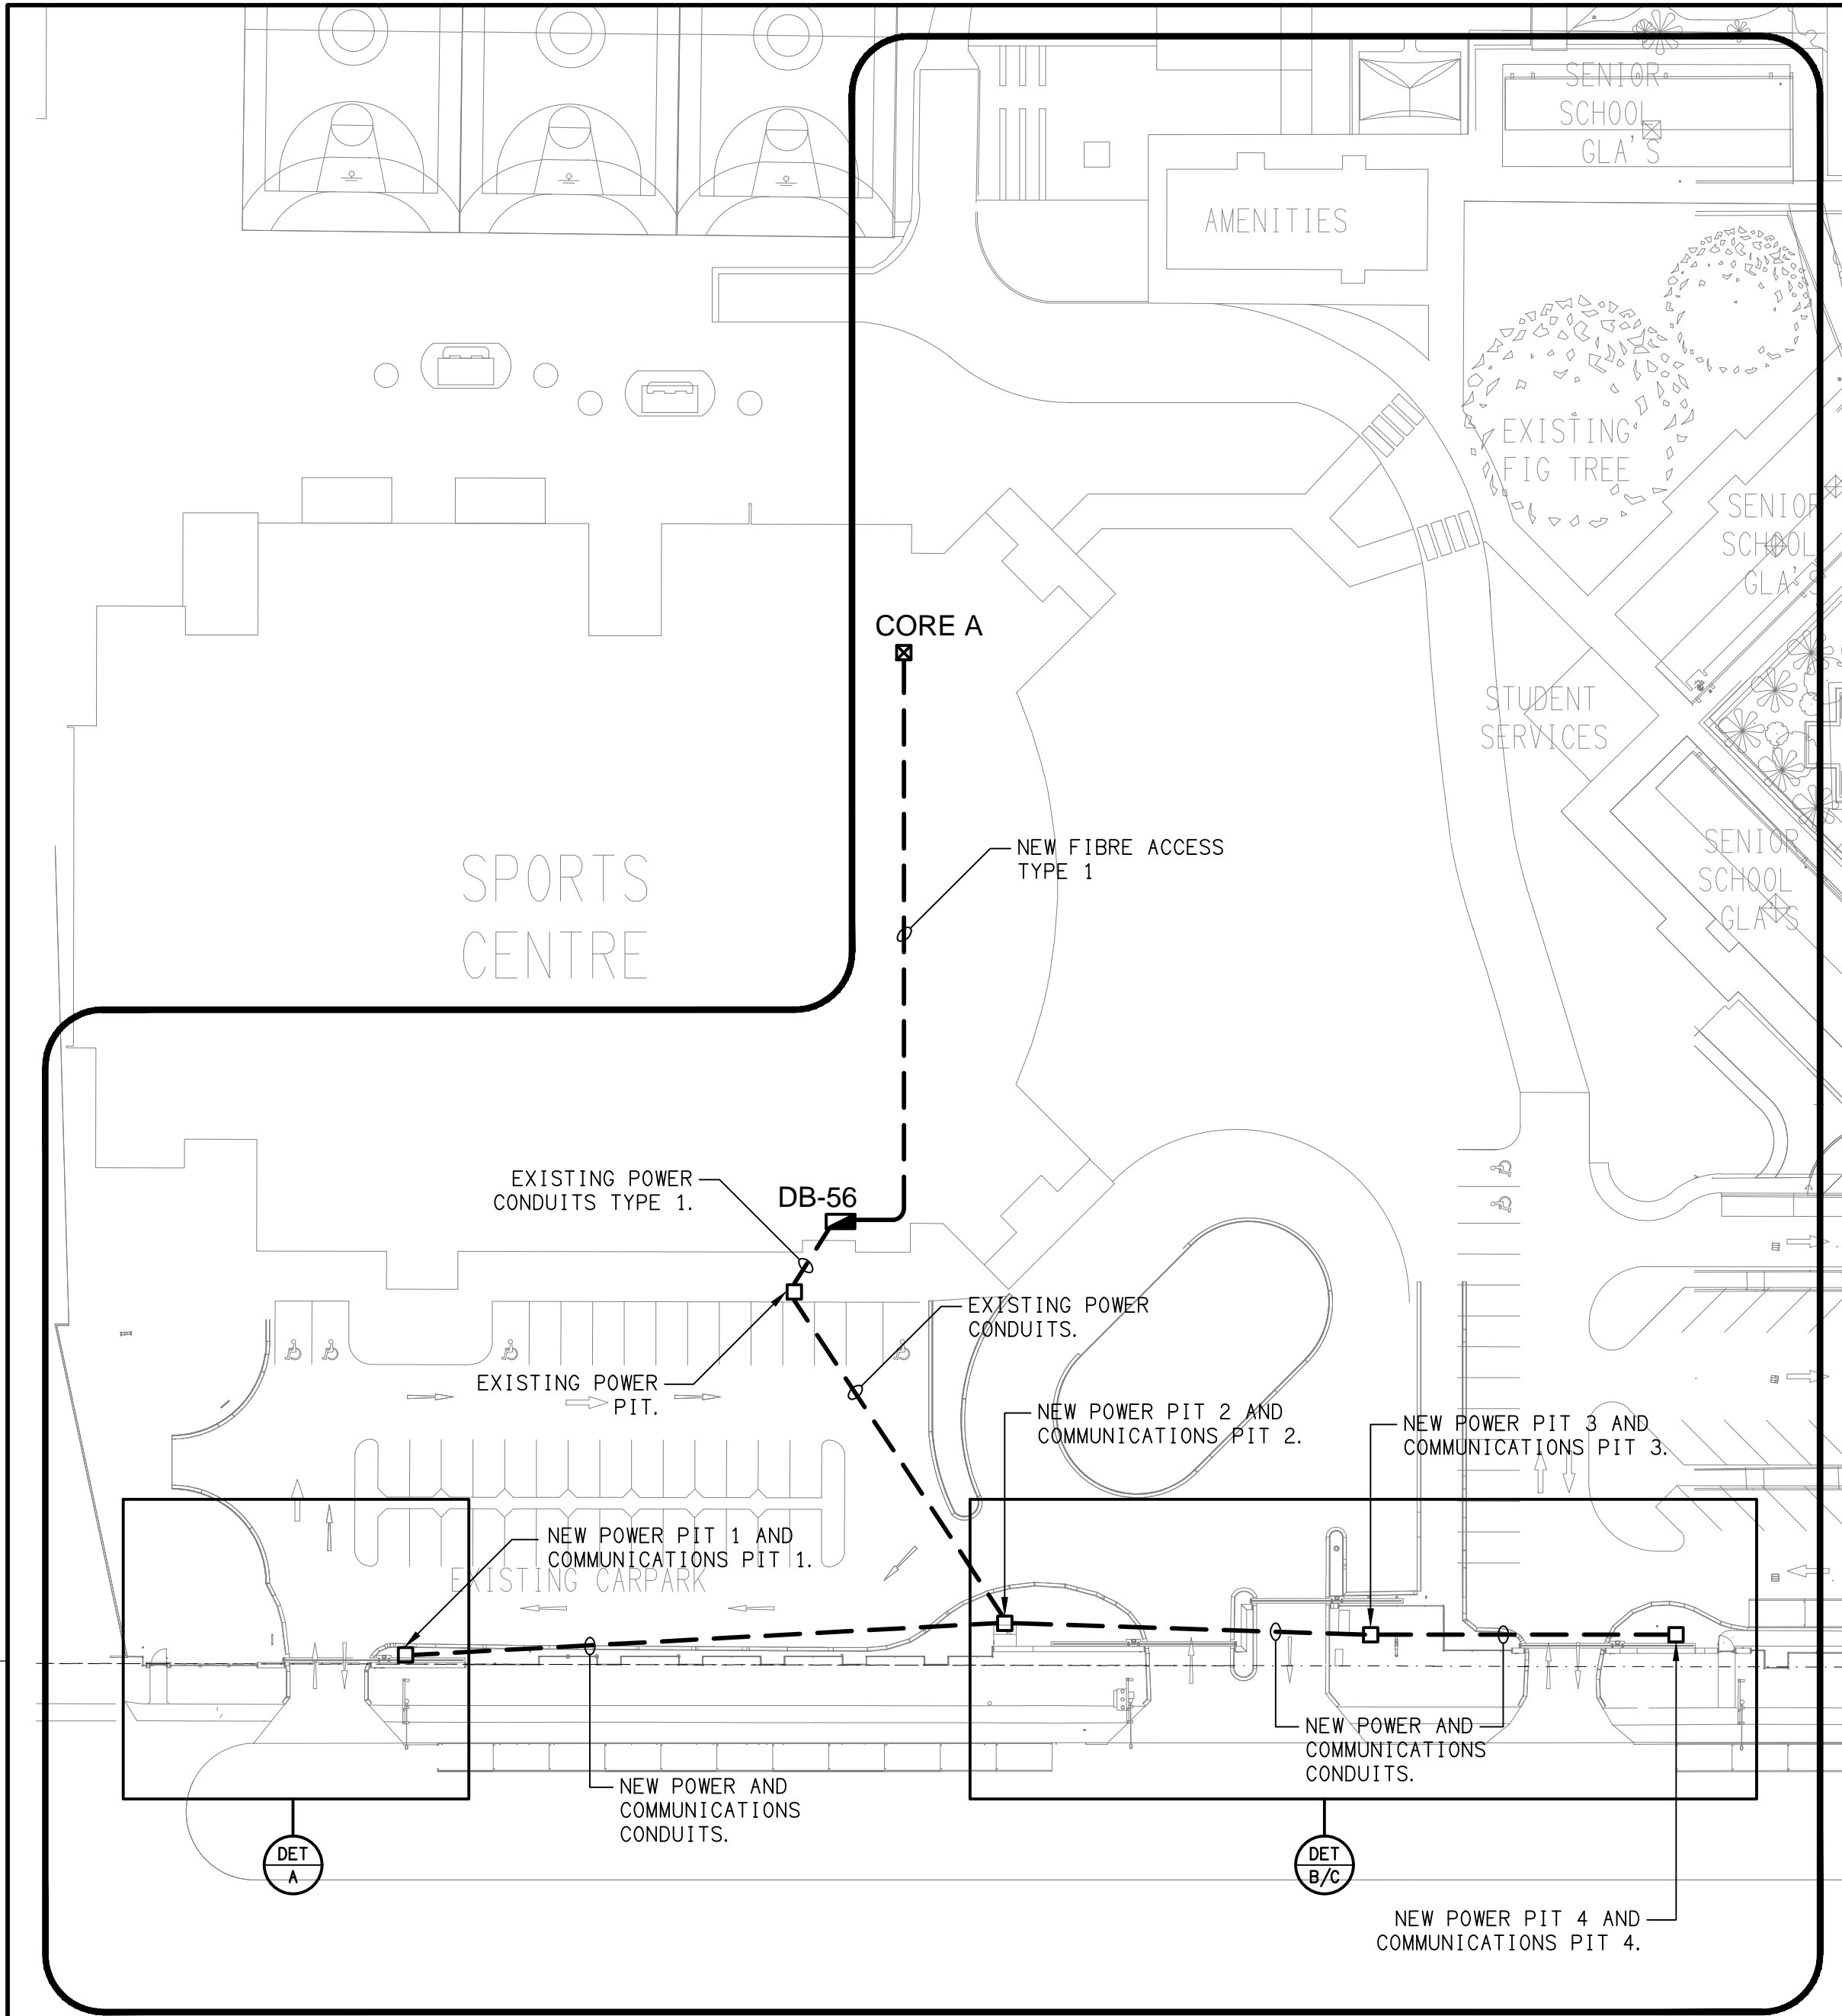 SENIOR
SCHOOL
GLA'S
AMENITIES
EXISTING
FIG TREE
SENIOR
SCHOOL
GLA'S
CORE A
STUDENT
SERVICES
NEW FIBRE ACCESS
TYPE 1
SPORTS
CENTRE
SENIOR
SCHOOL
GLA'S
EXISTING POWER
CONDUITS TYPE 1.
DB-56
EXISTING POWER
CONDUITS.
EXISTING POWER
PIT.
NEW POWER PIT 2 AND
COMMUNICATIONS PIT 2.
NEW POWER PIT 3 AND
COMMUNICATIONS PIT 3.
NEW POWER PIT 1 AND
COMMUNICATIONS PIT 1.
EXISTING CARPARK
NEW POWER AND
COMMUNICATIONS
CONDUITS.
NEW POWER AND
COMMUNICATIONS
CONDUITS.
DET
A
DET
B/C
NEW POWER PIT 4 AND
COMMUNICATIONS PIT 4.